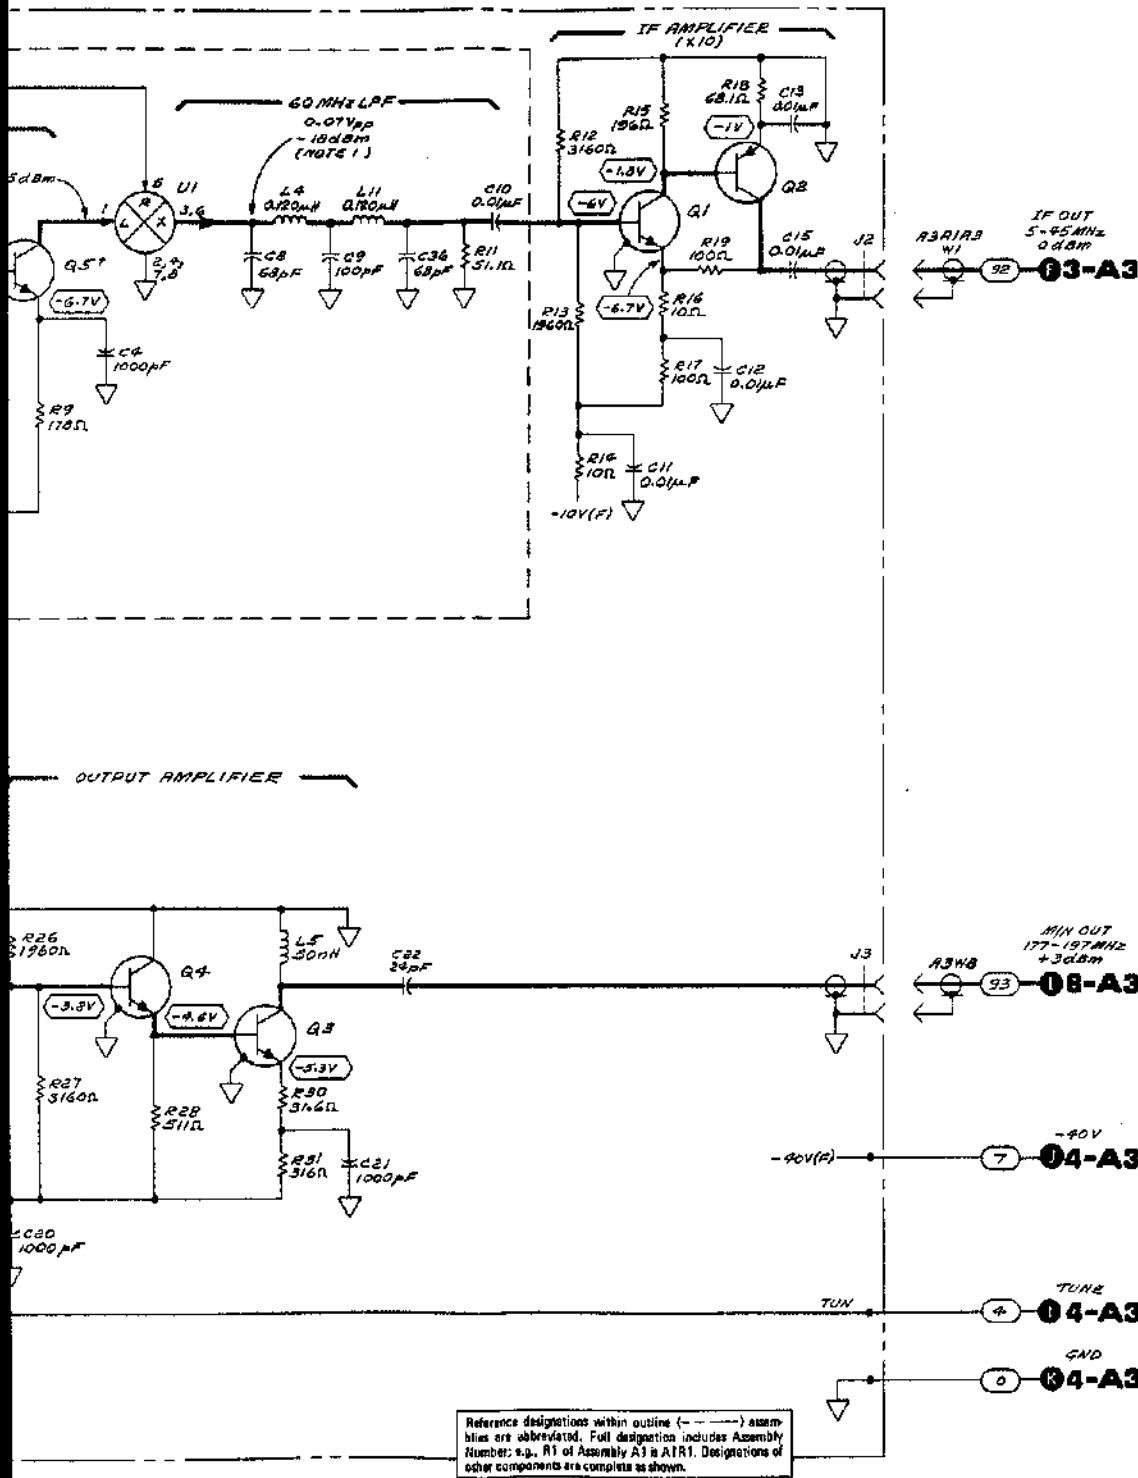 IF AMPLIFIER
(X10)
60 MHz LPF
0.07Vpp
-18dBm
(NOTE 1)
5dBm
1
L
R
X
5
U1
3,6
2,4,
7,8
L4
0.120µH
L11
0.120µH
C10
0.01µF
C8
68pF
C9
100pF
C36
68pF
R11
51.1Ω
Q5†
-6.7V
C4
1000pF
R9
178Ω
R12
3160Ω
R15
196Ω
R18
68.1Ω
C13
0.01µF
-1V
-1.8V
-6V
Q1
Q2
R19
100Ω
C15
0.01µF
J2
A3A1A3
W1
IF OUT
5-45MHz
0dBm
92
F 3-A3
R13
1960Ω
-6.7V
R16
10Ω
R17
100Ω
C12
0.01µF
R14
10Ω
C11
0.01µF
-10V(F)
OUTPUT AMPLIFIER
R26
1960Ω
Q4
L5
50nH
C22
24pF
-3.8V
-4.6V
Q3
-5.3V
R27
3160Ω
R28
511Ω
R30
31.6Ω
R31
316Ω
C21
1000pF
C20
1000pF
J3
A3W8
M/N OUT
177-197MHz
+3dBm
93
8-A3
-40V(F)
-40V
7
J 4-A3
TUN
TUNE
4
4-A3
GND
0
K 4-A3
Reference designations within outline (— - - —) assem-
blies are abbreviated. Full designation includes Assembly
Number; e.g., R1 of Assembly A1 is A1R1. Designations of
other components are complete as shown.